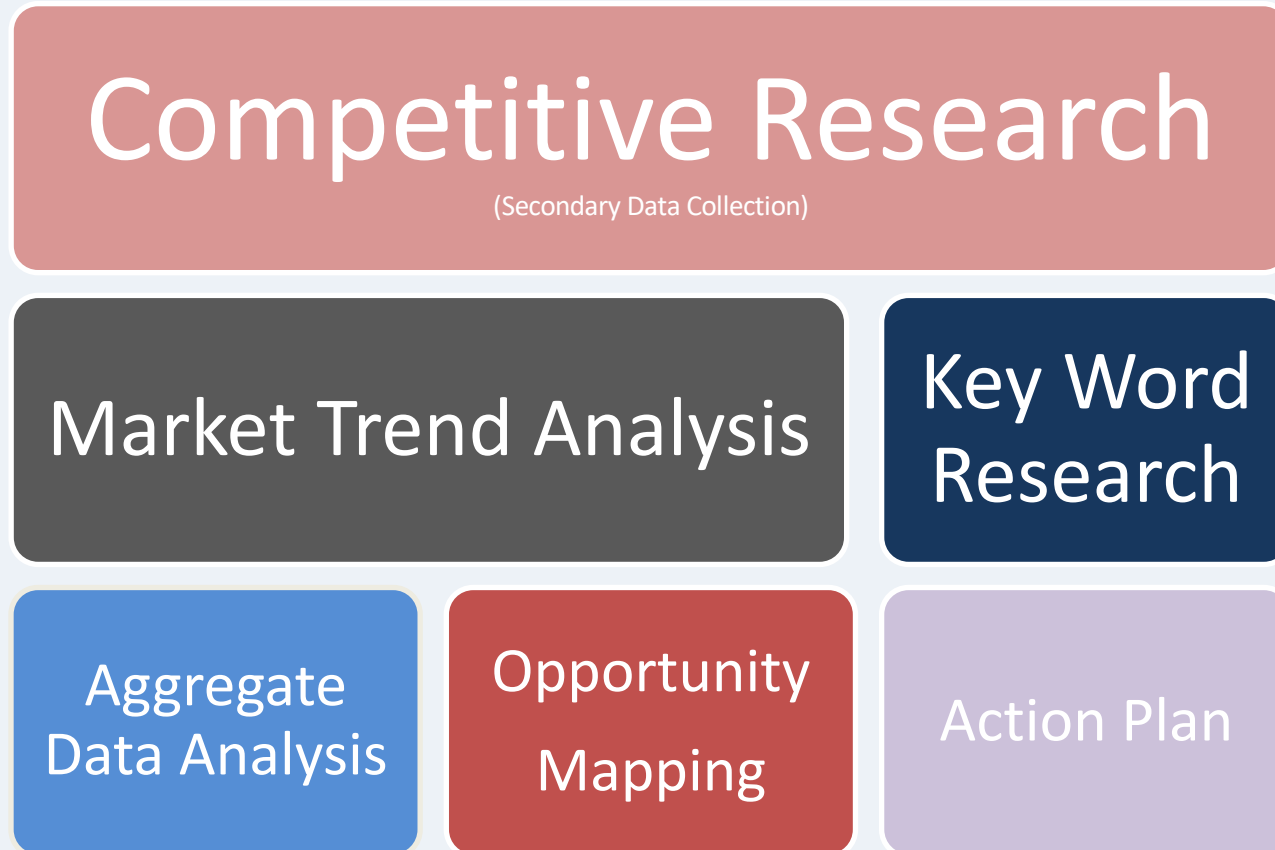 Competitive Research
(Secondary Data Collection)
Market Trend Analysis
Key Word
Research
Aggregate
Data Analysis
Opportunity
Mapping
Action Plan